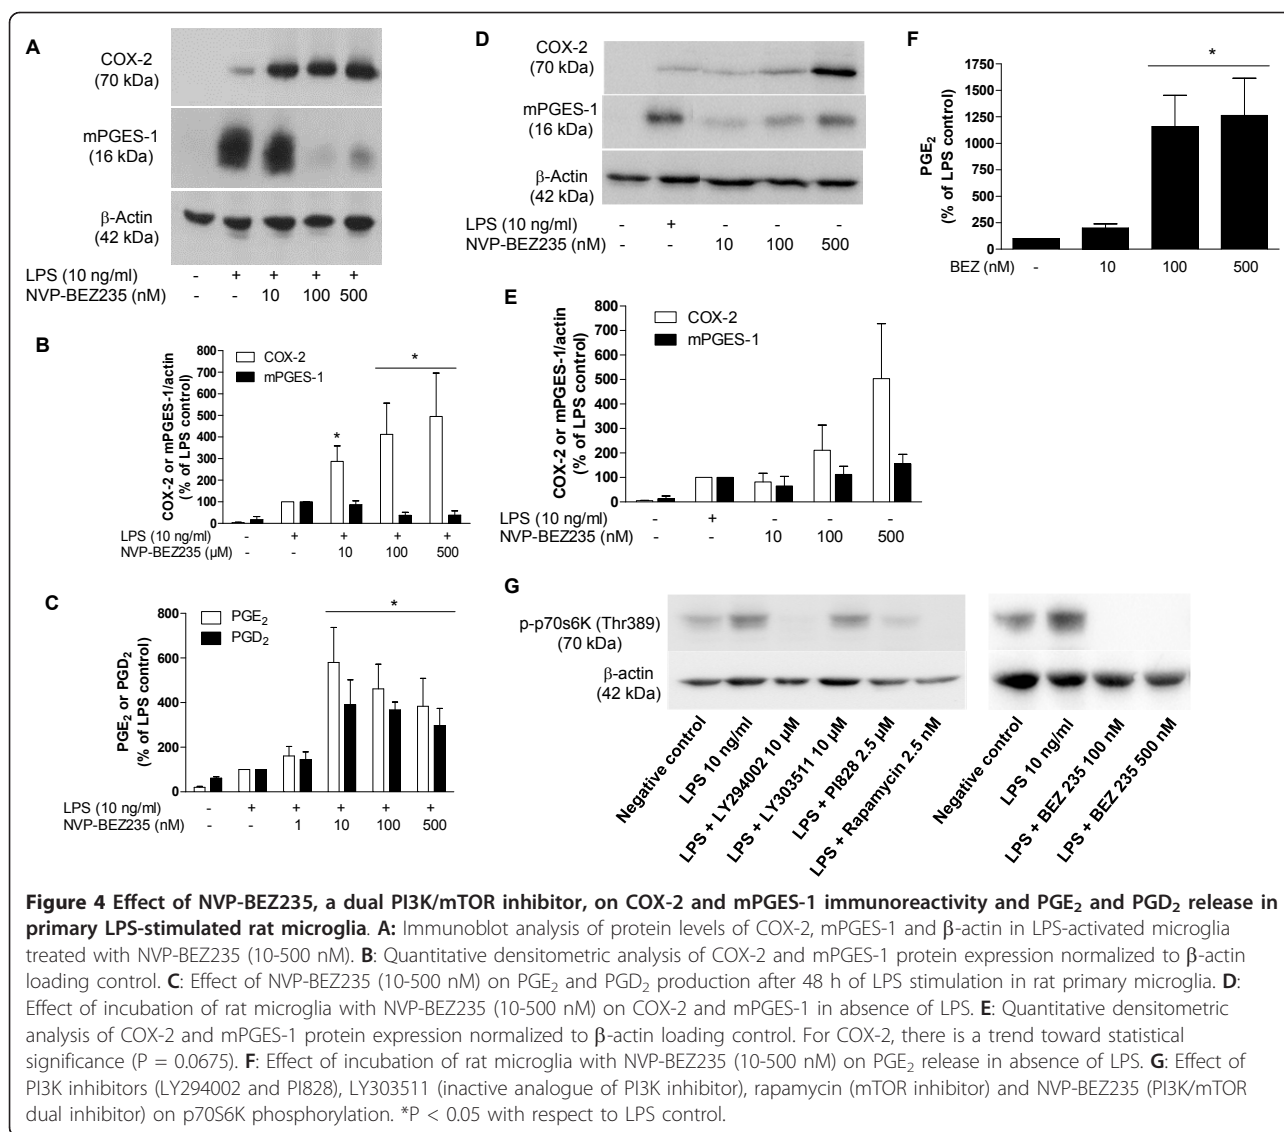 A
COX-2
(70 kDa)
mPGES-1
(16 kDa)
β-Actin
(42 kDa)
LPS (10 ng/ml) - + + + +
NVP-BEZ235 (nM) - - 10 100 500
B
COX-2 or mPGES-1/actin
(% of LPS control)
800
700
600
500
400
300
200
100
0
COX-2
mPGES-1
*
*
LPS (10 ng/ml) - + + + +
NVP-BEZ235 (µM) - - 10 100 500
C
PGE2 or PGD2
(% of LPS control)
800
600
400
200
0
PGE2
PGD2
*
LPS (10 ng/ml) - + + + + +
NVP-BEZ235 (nM) - - 1 10 100 500
D
COX-2
(70 kDa)
mPGES-1
(16 kDa)
β-Actin
(42 kDa)
LPS (10 ng/ml) - + - - -
NVP-BEZ235 (nM) - - 10 100 500
E
COX-2 or mPGES-1/actin
(% of LPS control)
800
700
600
500
400
300
200
100
0
COX-2
mPGES-1
LPS (10 ng/ml) - + - - -
NVP-BEZ235 (nM) - - 10 100 500
F
PGE2
(% of LPS control)
1750
1500
1250
1000
750
500
250
0
*
BEZ (nM) - 10 100 500
G
p-p70s6K (Thr389)
(70 kDa)
β-actin
(42 kDa)
Negative control
LPS 10 ng/ml
LPS + LY294002 10 µM
LPS + LY303511 10 µM
LPS + PI828 2.5 µM
LPS + Rapamycin 2.5 nM
Negative control
LPS 10 ng/ml
LPS + BEZ 235 100 nM
LPS + BEZ 235 500 nM
Figure 4 Effect of NVP-BEZ235, a dual PI3K/mTOR inhibitor, on COX-2 and mPGES-1 immunoreactivity and PGE2 and PGD2 release in
primary LPS-stimulated rat microglia. A: Immunoblot analysis of protein levels of COX-2, mPGES-1 and β-actin in LPS-activated microglia
treated with NVP-BEZ235 (10-500 nM). B: Quantitative densitometric analysis of COX-2 and mPGES-1 protein expression normalized to β-actin
loading control. C: Effect of NVP-BEZ235 (10-500 nM) on PGE2 and PGD2 production after 48 h of LPS stimulation in rat primary microglia. D:
Effect of incubation of rat microglia with NVP-BEZ235 (10-500 nM) on COX-2 and mPGES-1 in absence of LPS. E: Quantitative densitometric
analysis of COX-2 and mPGES-1 protein expression normalized to β-actin loading control. For COX-2, there is a trend toward statistical
significance (P = 0.0675). F: Effect of incubation of rat microglia with NVP-BEZ235 (10-500 nM) on PGE2 release in absence of LPS. G: Effect of
PI3K inhibitors (LY294002 and PI828), LY303511 (inactive analogue of PI3K inhibitor), rapamycin (mTOR inhibitor) and NVP-BEZ235 (PI3K/mTOR
dual inhibitor) on p70S6K phosphorylation. *P < 0.05 with respect to LPS control.